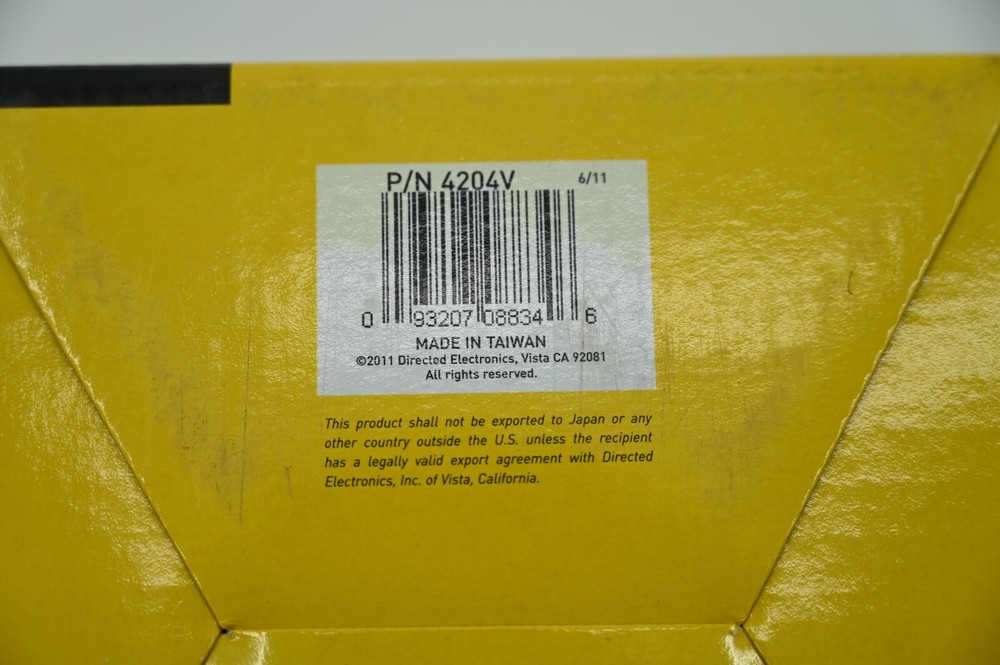 P/N 4204V 6/11
0 93207 08834 6
MADE IN TAIWAN
©2011 Directed Electronics, Vista CA 92081
All rights reserved.
This product shall not be exported to Japan or any
other country outside the U.S. unless the recipient
has a legally valid export agreement with Directed
Electronics, Inc. of Vista, California.